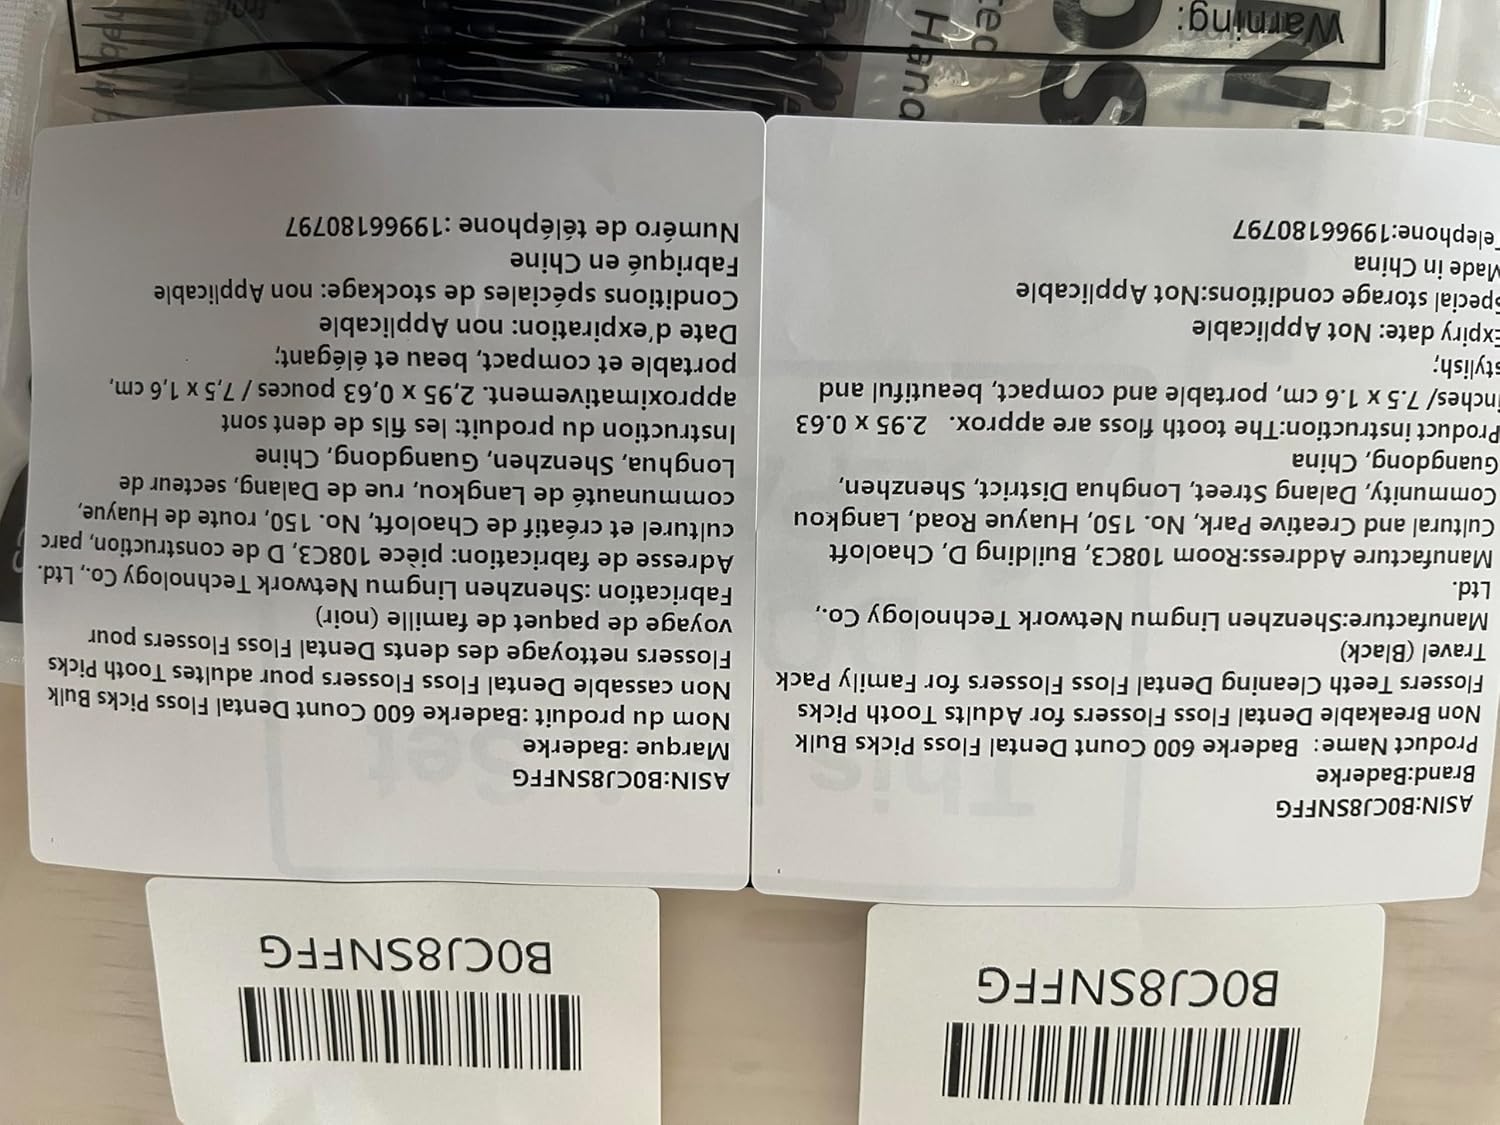 B0CJ8SNFFG
ASIN:B0CJ8SNFFG
Brand:Baderke
Product Name: Baderke 600 Count Dental Floss Picks Bulk
Non Breakable Dental Floss Flossers for Adults Tooth Picks
Flossers Teeth Cleaning Dental Floss Flossers for Family Pack
Travel (Black)
Manufacture:Shenzhen Lingmu Network Technology Co.,
Ltd.
Manufacture Address:Room 108C3, Building D, Chaoloft
Cultural and Creative Park, No. 150, Huayue Road, Langkou
Community, Dalang Street, Longhua District, Shenzhen,
Guangdong, China
Product instruction:The tooth floss are approx. 2.95 x 0.63
inches/ 7.5 x 1.6 cm, portable and compact, beautiful and
stylish;
Expiry date: Not Applicable
Special storage conditions:Not Applicable
Made in China
Telephone:19966180797
B0CJ8SNFFG
ASIN:B0CJ8SNFFG
Marque :Baderke
Nom du produit :Baderke 600 Count Dental Floss Picks Bulk
Non cassable Dental Floss Flossers pour adultes Tooth Picks
Flossers nettoyage des dents Dental Floss Flossers pour
voyage de paquet de famille (noir)
Fabrication :Shenzhen Lingmu Network Technology Co., Ltd.
Adresse de fabrication: pièce 108C3, D de construction, parc
culturel et créatif de Chaoloft, No. 150, route de Huayue,
communauté de Langkou, rue de Dalang, secteur de
Longhua, Shenzhen, Guangdong, Chine
Instruction du produit: les fils de dent sont
approximativement. 2,95 x 0,63 pouces / 7,5 x 1,6 cm,
portable et compact, beau et élégant;
Date d'expiration: non Applicable
Conditions spéciales de stockage: non Applicable
Fabriqué en Chine
Numéro de téléphone :19966180797
This
Set
Warning: